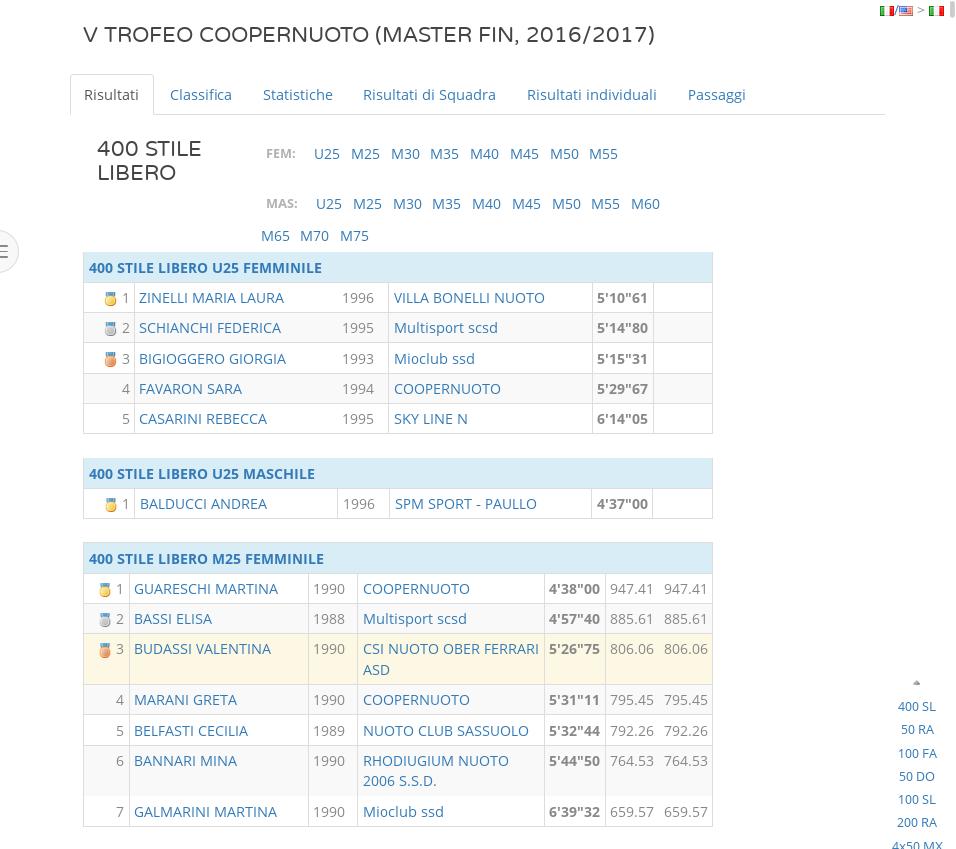 / >
V TROFEO COOPERNUOTO (MASTER FIN, 2016/2017)
Risultati Classifica Statistiche Risultati di Squadra Risultati individuali Passaggi
400 STILE
LIBERO
FEM: U25 M25 M30 M35 M40 M45 M50 M55
MAS: U25 M25 M30 M35 M40 M45 M50 M55 M60
M65 M70 M75
400 STILE LIBERO U25 FEMMINILE
1 ZINELLI MARIA LAURA 1996 VILLA BONELLI NUOTO 5'10"61
2 SCHIANCHI FEDERICA 1995 Multisport scsd 5'14"80
3 BIGIOGGERO GIORGIA 1993 Mioclub ssd 5'15"31
4 FAVARON SARA 1994 COOPERNUOTO 5'29"67
5 CASARINI REBECCA 1995 SKY LINE N 6'14"05
400 STILE LIBERO U25 MASCHILE
1 BALDUCCI ANDREA 1996 SPM SPORT - PAULLO 4'37"00
400 STILE LIBERO M25 FEMMINILE
1 GUARESCHI MARTINA 1990 COOPERNUOTO 4'38"00 947.41 947.41
2 BASSI ELISA 1988 Multisport scsd 4'57"40 885.61 885.61
3 BUDASSI VALENTINA 1990 CSI NUOTO OBER FERRARI 5'26"75 806.06 806.06
ASD
4 MARANI GRETA 1990 COOPERNUOTO 5'31"11 795.45 795.45
5 BELFASTI CECILIA 1989 NUOTO CLUB SASSUOLO 5'32"44 792.26 792.26
6 BANNARI MINA 1990 RHODIUGIUM NUOTO 5'44"50 764.53 764.53
2006 S.S.D.
7 GALMARINI MARTINA 1990 Mioclub ssd 6'39"32 659.57 659.57
400 SL
50 RA
100 FA
50 DO
100 SL
200 RA
4x50 MX